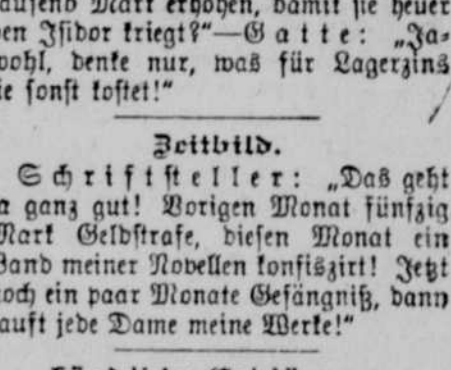 ausend Mark erhöhen, damit sie heuer
en Isidor kriegt?“—Gatte: „Ja-
wohl, denke nur, was für Lagerzins
ie sonst kostet!“
Zeitbild.
Schriftsteller: „Das geht
a ganz gut! Vorigen Monat fünfzig
Mark Geldstrafe, diesen Monat ein
Band meiner Novellen konfiszirt! Jetzt
noch ein paar Monate Gefängniß, dann
auft jede Dame meine Werke!“